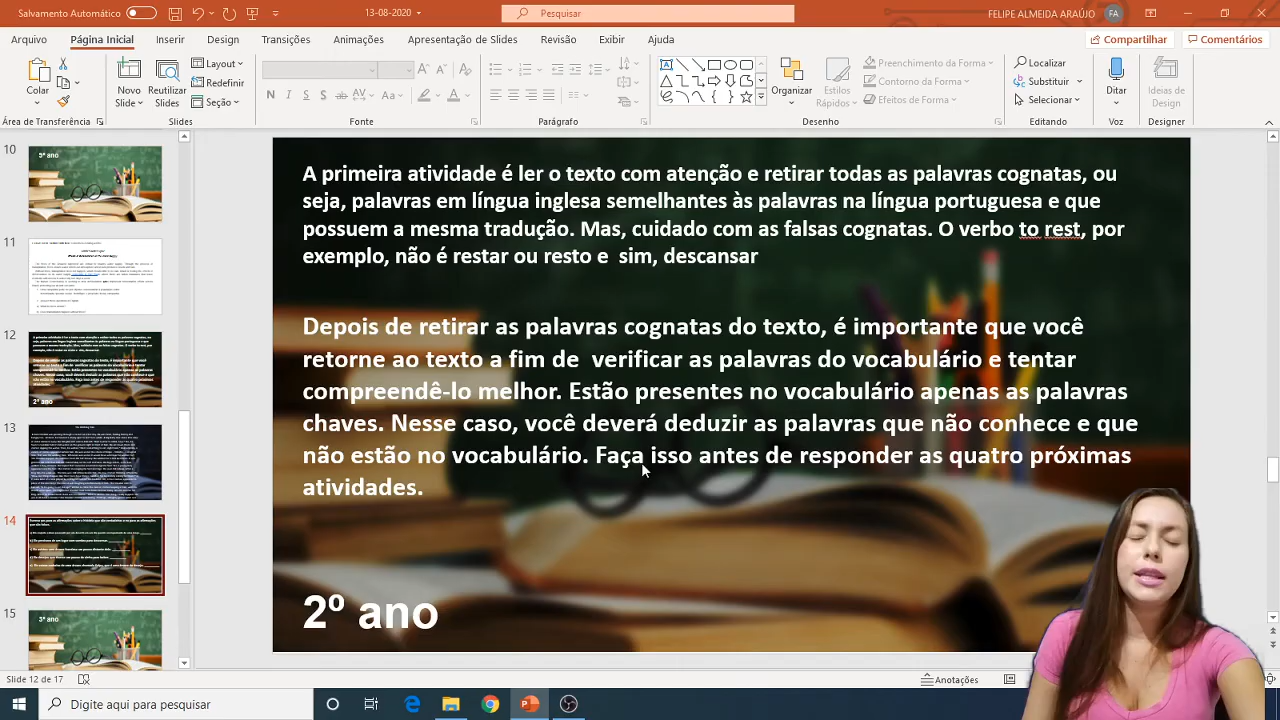 Salvamento Automático
13-08-2020
Pesquisar
FELIPE ALMEIDA ARAÚJO FA
Arquivo Página Inicial Inserir Design Transições Animações Apresentação de Slides Revisão Exibir Ajuda
Compartilhar Comentários
Colar
Novo Slide
Reutilizar Slides
Layout
Redefinir
Seção
Organizar
Estilos Rápidos
Preenchimento da Forma
Contorno da Forma
Efeitos de Forma
Localizar
Substituir
Selecionar
Ditar
Ideias de Design
Área de Transferência Slides Fonte Parágrafo Desenho Editando Voz Designer
10
5º ano
11
12
2º ano
13
14
15
3º ano
A primeira atividade é ler o texto com atenção e retirar todas as palavras cognatas, ou
seja, palavras em língua inglesa semelhantes às palavras na língua portuguesa e que
possuem a mesma tradução. Mas, cuidado com as falsas cognatas. O verbo to rest, por
exemplo, não é restar ou resto e sim, descansar.
Depois de retirar as palavras cognatas do texto, é importante que você
retorne ao texto a fim de verificar as palavras do vocabulário e tentar
compreendê-lo melhor. Estão presentes no vocabulário apenas as palavras
chaves. Nesse caso, você deverá deduzir as palavras que não conhece e que
não estão no vocabulário. Faça isso antes de responder as quatro próximas
atividades.
2º ano
Slide 12 de 17
Anotações
Digite aqui para pesquisar